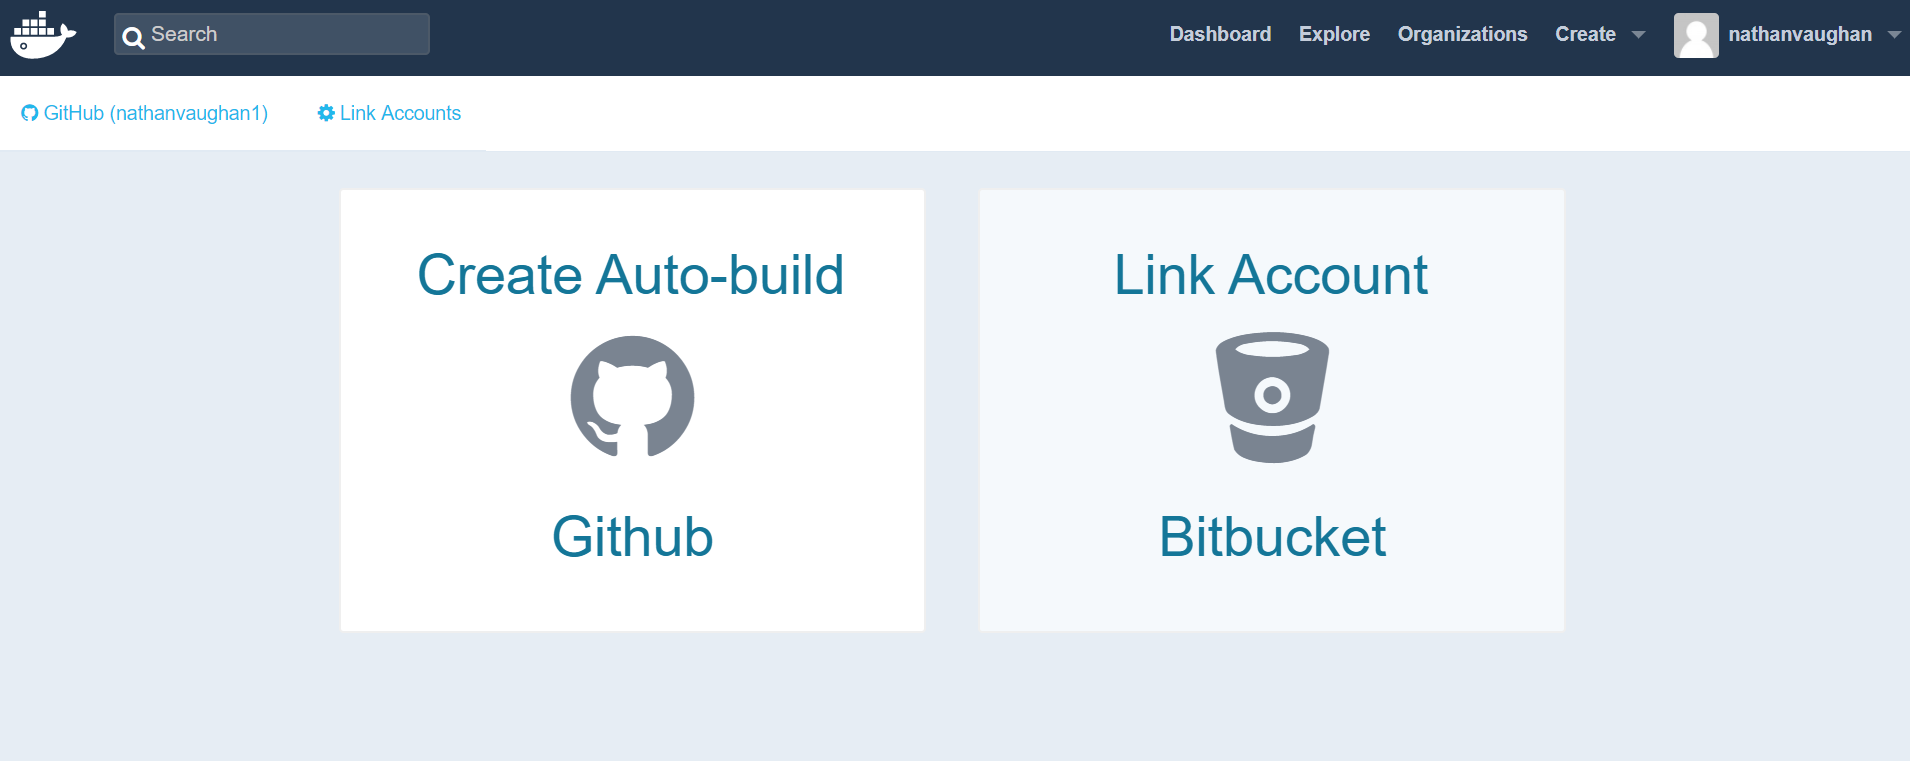 Search
Dashboard Explore Organizations Create nathanvaughan
GitHub (nathanvaughan1) Link Accounts
Create Auto-build
Github
Link Account
Bitbucket